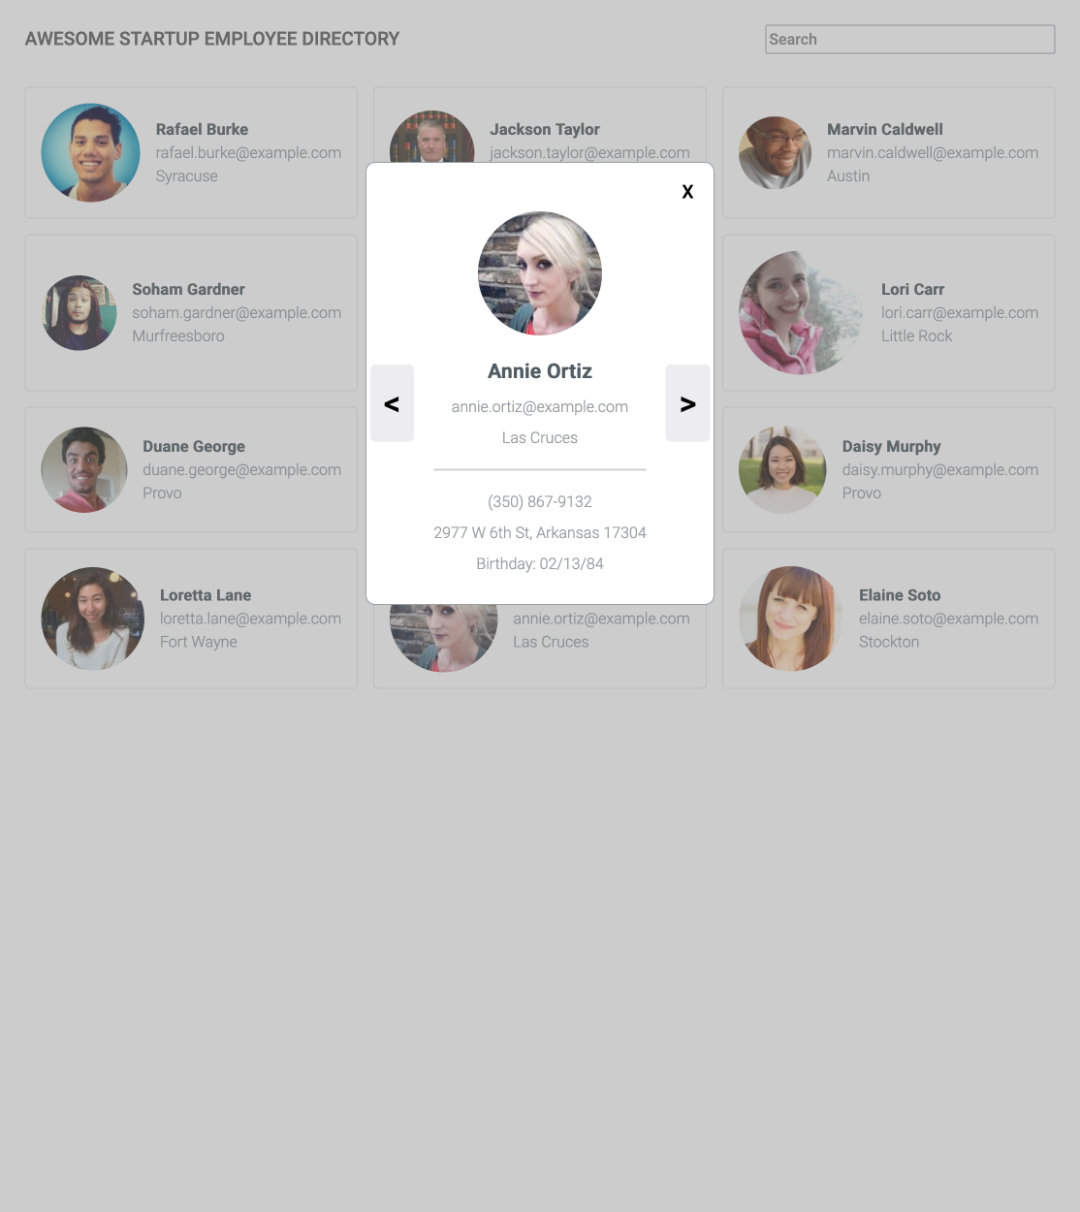 AWESOME STARTUP EMPLOYEE DIRECTORY
Search
Rafael Burke
rafael.burke@example.com
Syracuse
Jackson Taylor
jackson.taylor@example.com
Marvin Caldwell
marvin.caldwell@example.com
Austin
X
Annie Ortiz
annie.ortiz@example.com
Las Cruces
<
>
(350) 867-9132
2977 W 6th St, Arkansas 17304
Birthday: 02/13/84
Soham Gardner
soham.gardner@example.com
Murfreesboro
Lori Carr
lori.carr@example.com
Little Rock
Duane George
duane.george@example.com
Provo
Daisy Murphy
daisy.murphy@example.com
Provo
Loretta Lane
loretta.lane@example.com
Fort Wayne
annie.ortiz@example.com
Las Cruces
Elaine Soto
elaine.soto@example.com
Stockton